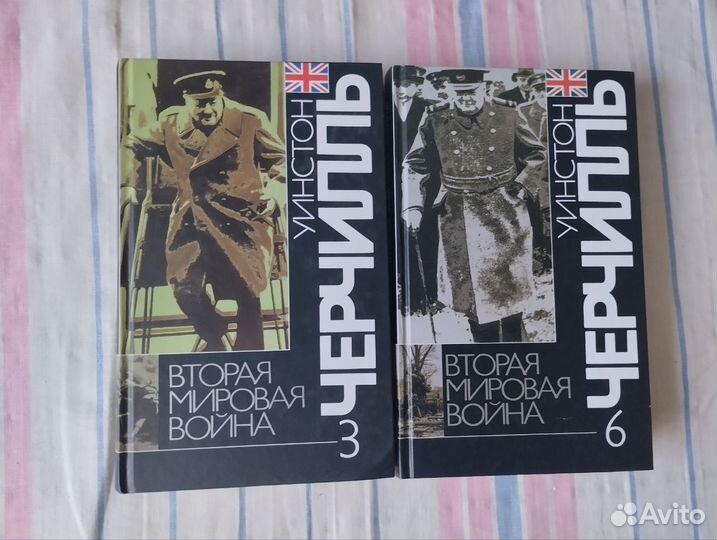 УИНСТОН
ЧЕРЧИЛЛЬ
ВТОРАЯ
МИРОВАЯ
ВОЙНА
3
УИНСТОН
ЧЕРЧИЛЛЬ
ВТОРАЯ
МИРОВАЯ
ВОЙНА
6
Avito